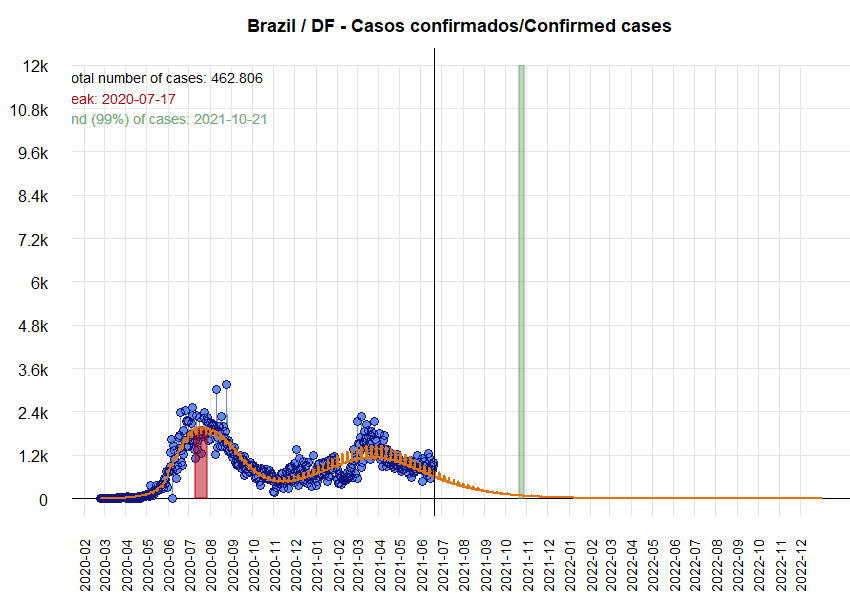 Brazil / DF - Casos confirmados/Confirmed cases
12k
10.8k
9.6k
8.4k
7.2k
6k
4.8k
3.6k
2.4k
1.2k
0
otal number of cases: 462.806
eak: 2020-07-17
nd (99%) of cases: 2021-10-21
2020-02
2020-03
2020-04
2020-05
2020-06
2020-07
2020-08
2020-09
2020-10
2020-11
2020-12
2021-01
2021-02
2021-03
2021-04
2021-05
2021-06
2021-07
2021-08
2021-09
2021-10
2021-11
2021-12
2022-01
2022-02
2022-03
2022-04
2022-05
2022-06
2022-07
2022-08
2022-09
2022-10
2022-11
2022-12